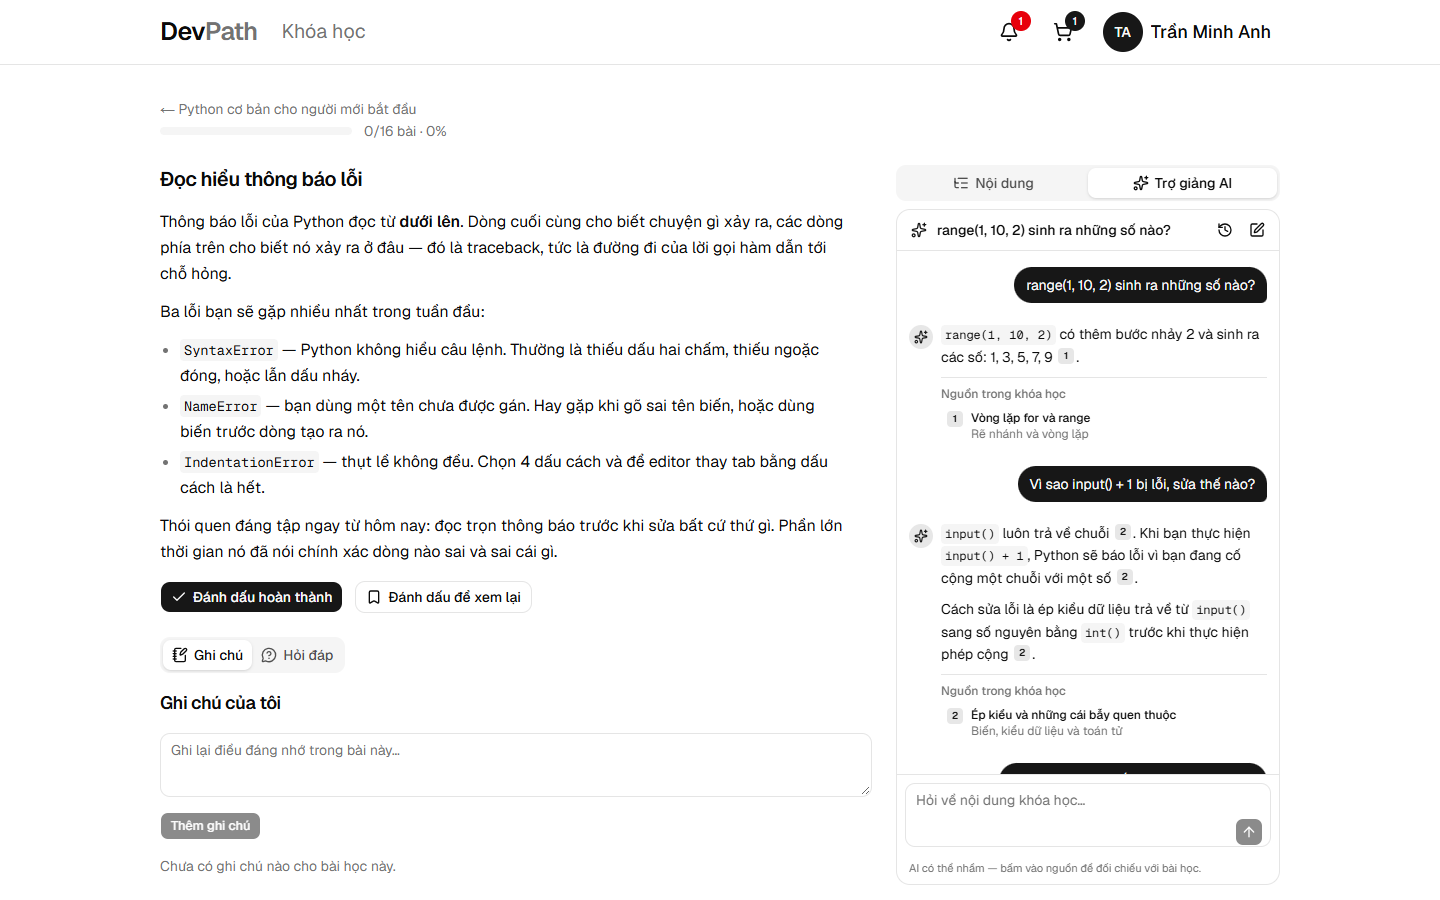 DevPath
Khóa học
1
1
TA
Trần Minh Anh
← Python cơ bản cho người mới bắt đầu
0/16 bài · 0%
Đọc hiểu thông báo lỗi
Thông báo lỗi của Python đọc từ dưới lên. Dòng cuối cùng cho biết chuyện gì xảy ra, các dòng
phía trên cho biết nó xảy ra ở đâu — đó là traceback, tức là đường đi của lời gọi hàm dẫn tới
chỗ hỏng.
Ba lỗi bạn sẽ gặp nhiều nhất trong tuần đầu:
• SyntaxError — Python không hiểu câu lệnh. Thường là thiếu dấu hai chấm, thiếu ngoặc
đóng, hoặc lẫn dấu nháy.
• NameError — bạn dùng một tên chưa được gán. Hay gặp khi gõ sai tên biến, hoặc dùng
biến trước dòng tạo ra nó.
• IndentationError — thụt lề không đều. Chọn 4 dấu cách và để editor thay tab bằng dấu
cách là hết.
Thói quen đáng tập ngay từ hôm nay: đọc trọn thông báo trước khi sửa bất cứ thứ gì. Phần lớn
thời gian nó đã nói chính xác dòng nào sai và sai cái gì.
Đánh dấu hoàn thành
Đánh dấu để xem lại
Ghi chú
Hỏi đáp
Ghi chú của tôi
Ghi lại điều đáng nhớ trong bài này…
Thêm ghi chú
Chưa có ghi chú nào cho bài học này.
Nội dung
Trợ giảng AI
range(1, 10, 2) sinh ra những số nào?
range(1, 10, 2) sinh ra những số nào?
range(1, 10, 2) có thêm bước nhảy 2 và sinh ra
các số: 1, 3, 5, 7, 9 1.
Nguồn trong khóa học
1 Vòng lặp for và range
Rẽ nhánh và vòng lặp
Vì sao input() + 1 bị lỗi, sửa thế nào?
input() luôn trả về chuỗi 2. Khi bạn thực hiện
input() + 1, Python sẽ báo lỗi vì bạn đang cố
cộng một chuỗi với một số 2.
Cách sửa lỗi là ép kiểu dữ liệu trả về từ input()
sang số nguyên bằng int() trước khi thực hiện
phép cộng 2.
Nguồn trong khóa học
2 Ép kiểu và những cái bẫy quen thuộc
Biến, kiểu dữ liệu và toán tử
Hỏi về nội dung khóa học…
AI có thể nhầm — bấm vào nguồn để đối chiếu với bài học.